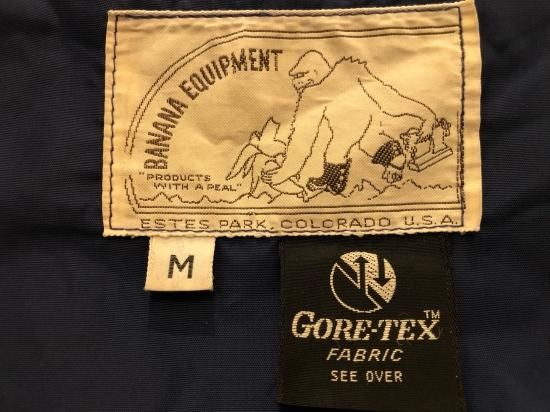 BANANA EQUIPMENT
"PRODUCTS
WITH A PEAL"
ESTES PARK, COLORADO U.S.A.
M
GORE-TEX™
FABRIC
SEE OVER